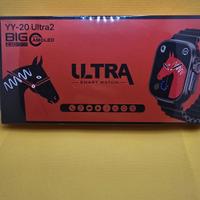 YY-20 Ultra2
BIG
AMOLED
ULTRA
SMART WATCH